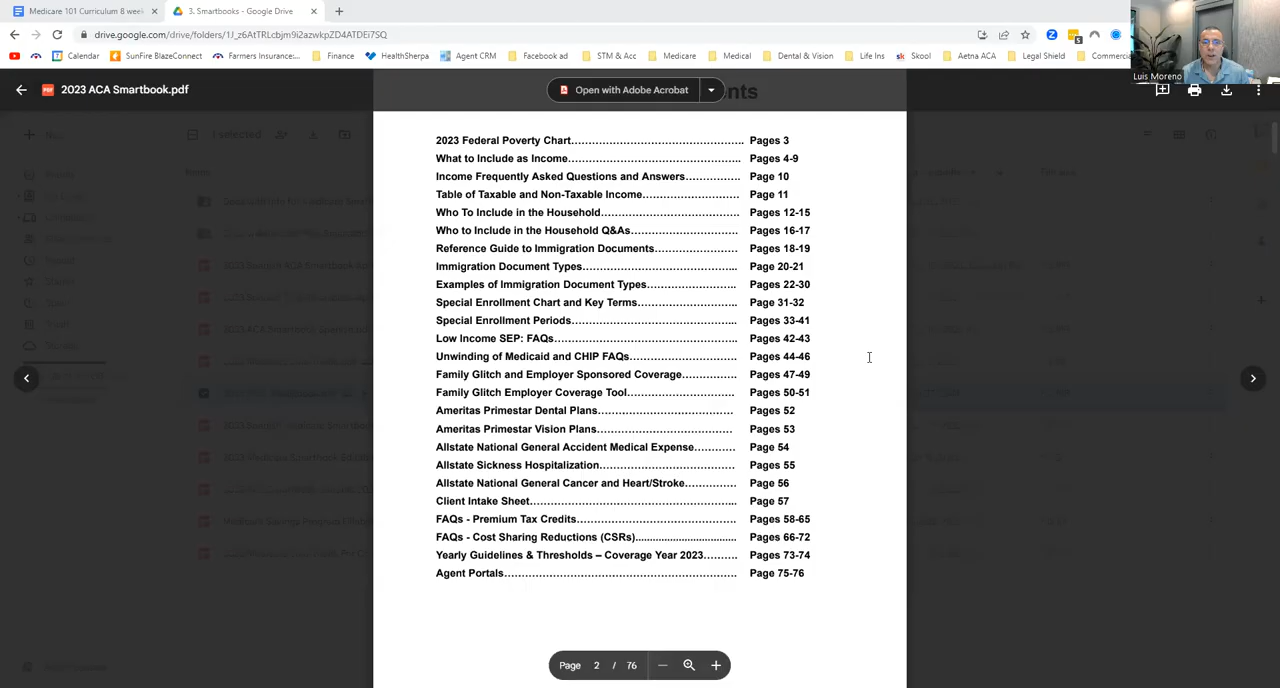 Medicare 101 Curriculum 8 week
3. Smartbooks - Google Drive
drive.google.com/drive/folders/1J_z6AtTRLcbjm9i2azwkpZD4ATDEi7SQ
Calendar SunFire BlazeConnect Farmers Insurance:... Finance HealthSherpa Agent CRM Facebook ad STM & Acc Medicare Medical Dental & Vision Life Ins Skool Aetna ACA Legal Shield Commerc
Luis Moreno
2023 ACA Smartbook.pdf
Open with Adobe Acrobat
nts
1 selected
2023 Federal Poverty Chart Pages 3
What to Include as Income Pages 4-9
Income Frequently Asked Questions and Answers Page 10
Table of Taxable and Non-Taxable Income Page 11
Who To Include in the Household Pages 12-15
Who to Include in the Household Q&As Pages 16-17
Reference Guide to Immigration Documents Pages 18-19
Immigration Document Types Page 20-21
Examples of Immigration Document Types Pages 22-30
Special Enrollment Chart and Key Terms Page 31-32
Special Enrollment Periods Pages 33-41
Low Income SEP: FAQs Pages 42-43
Unwinding of Medicaid and CHIP FAQs Pages 44-46
Family Glitch and Employer Sponsored Coverage Pages 47-49
Family Glitch Employer Coverage Tool Pages 50-51
Ameritas Primestar Dental Plans Pages 52
Ameritas Primestar Vision Plans Pages 53
Allstate National General Accident Medical Expense Page 54
Allstate Sickness Hospitalization Pages 55
Allstate National General Cancer and Heart/Stroke Page 56
Client Intake Sheet Page 57
FAQs - Premium Tax Credits Pages 58-65
FAQs - Cost Sharing Reductions (CSRs) Pages 66-72
Yearly Guidelines & Thresholds – Coverage Year 2023 Pages 73-74
Agent Portals Page 75-76
Page 2 / 76